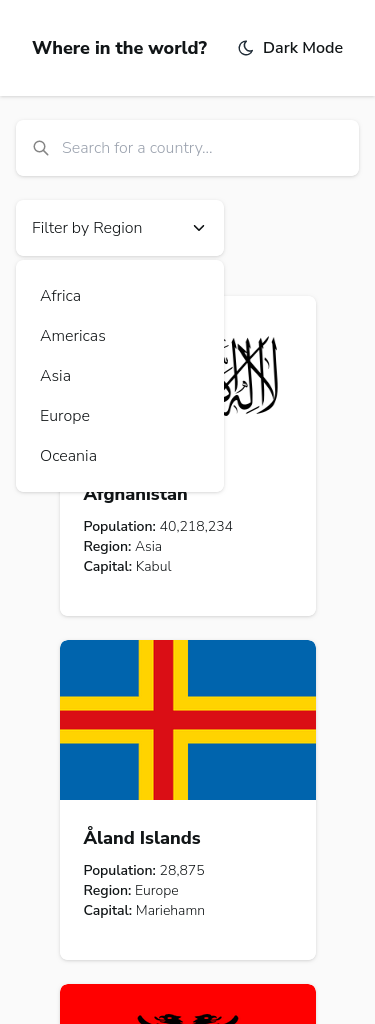 Where in the world?
Dark Mode
Search for a country...
Filter by Region
Africa
Americas
Asia
Europe
Oceania
Afghanistan
Population: 40,218,234
Region: Asia
Capital: Kabul
Åland Islands
Population: 28,875
Region: Europe
Capital: Mariehamn